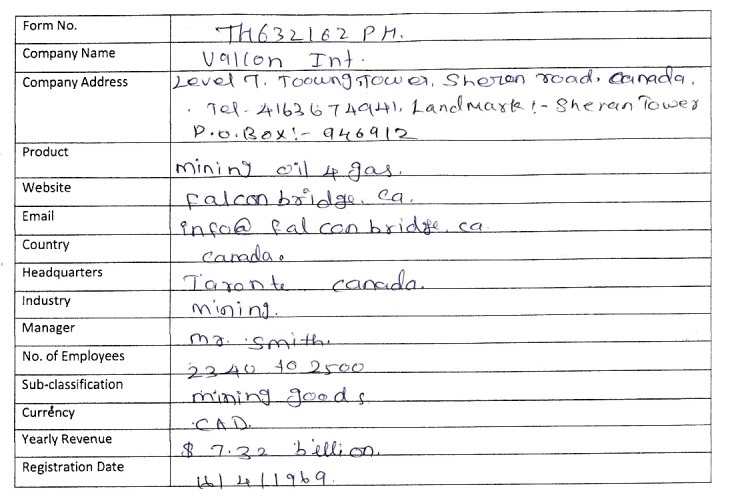 Form No. TH632162 PM.
Company Name Valcon Int.
Company Address Level 7. Toowng Tower, Sheran road, Canada.
. Tel - 4163674941, Landmark :- Sheran Tower
P.O.Box :- 946912
Product mining oil & gas.
Website falconbridge.ca.
Email info@falconbridge.ca
Country Canada.
Headquarters Taronte canada.
Industry mining.
Manager mr. Smith.
No. of Employees 2340 to 2500
Sub-classification mining goods
Currency CAD.
Yearly Revenue $ 7.32 billion.
Registration Date 16/4/1969.